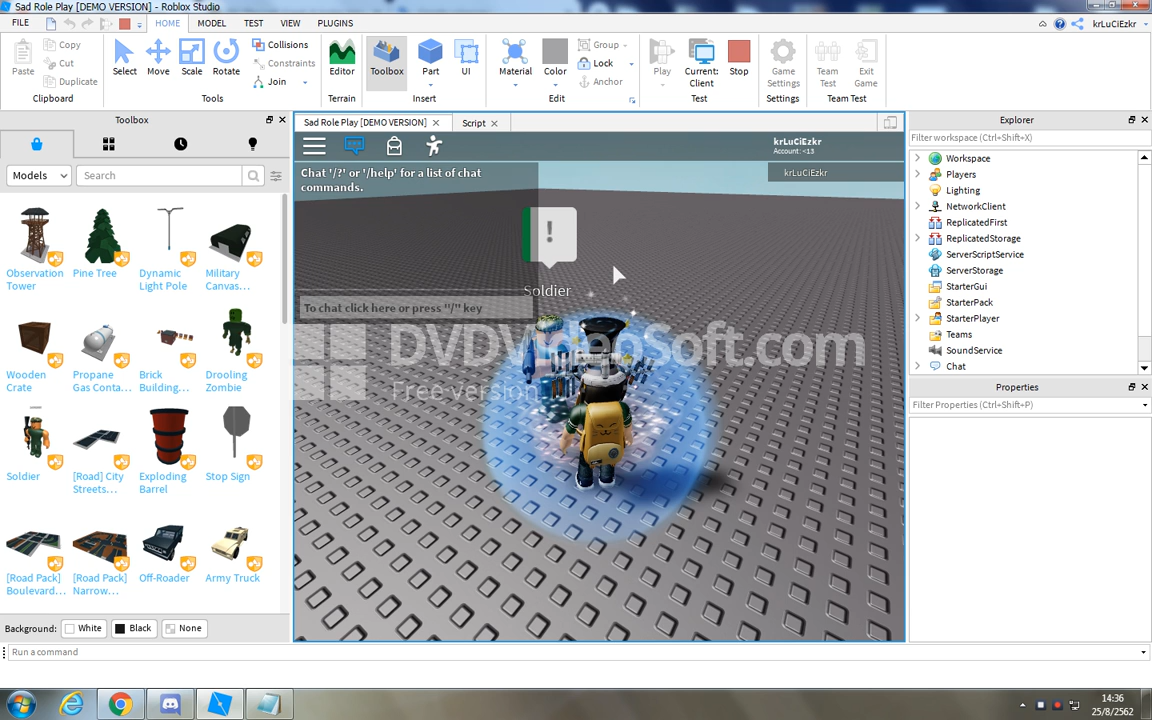 Sad Role Play [DEMO VERSION] - Roblox Studio
FILE HOME MODEL TEST VIEW PLUGINS krLuCiEzkr
Paste Copy Cut Duplicate
Select Move Scale Rotate
Collisions Constraints Join
Editor Toolbox Part UI
Material Color Group Lock Anchor
Play Current: Client Stop
Game Settings Team Test Exit Game
Clipboard Tools Terrain Insert Edit Test Settings Team Test
Toolbox
Models Search
Observation Tower
Pine Tree
Dynamic Light Pole
Military Canvas...
Wooden Crate
Propane Gas Conta...
Brick Building...
Drooling Zombie
Soldier
[Road] City Streets...
Exploding Barrel
Stop Sign
[Road Pack] Boulevard...
[Road Pack] Narrow...
Off-Roader
Army Truck
Background: White Black None
Sad Role Play [DEMO VERSION] Script
krLuCiEzkr
Account: <13
krLuCiEzkr
Chat '/?' or '/help' for a list of chat
commands.
!
Soldier
To chat click here or press "/" key
DVDVideoSoft.com
Free version
Explorer
Filter workspace (Ctrl+Shift+X)
Workspace
Players
Lighting
NetworkClient
ReplicatedFirst
ReplicatedStorage
ServerScriptService
ServerStorage
StarterGui
StarterPack
StarterPlayer
Teams
SoundService
Chat
Properties
Filter Properties (Ctrl+Shift+P)
Run a command
14:36
25/8/2562